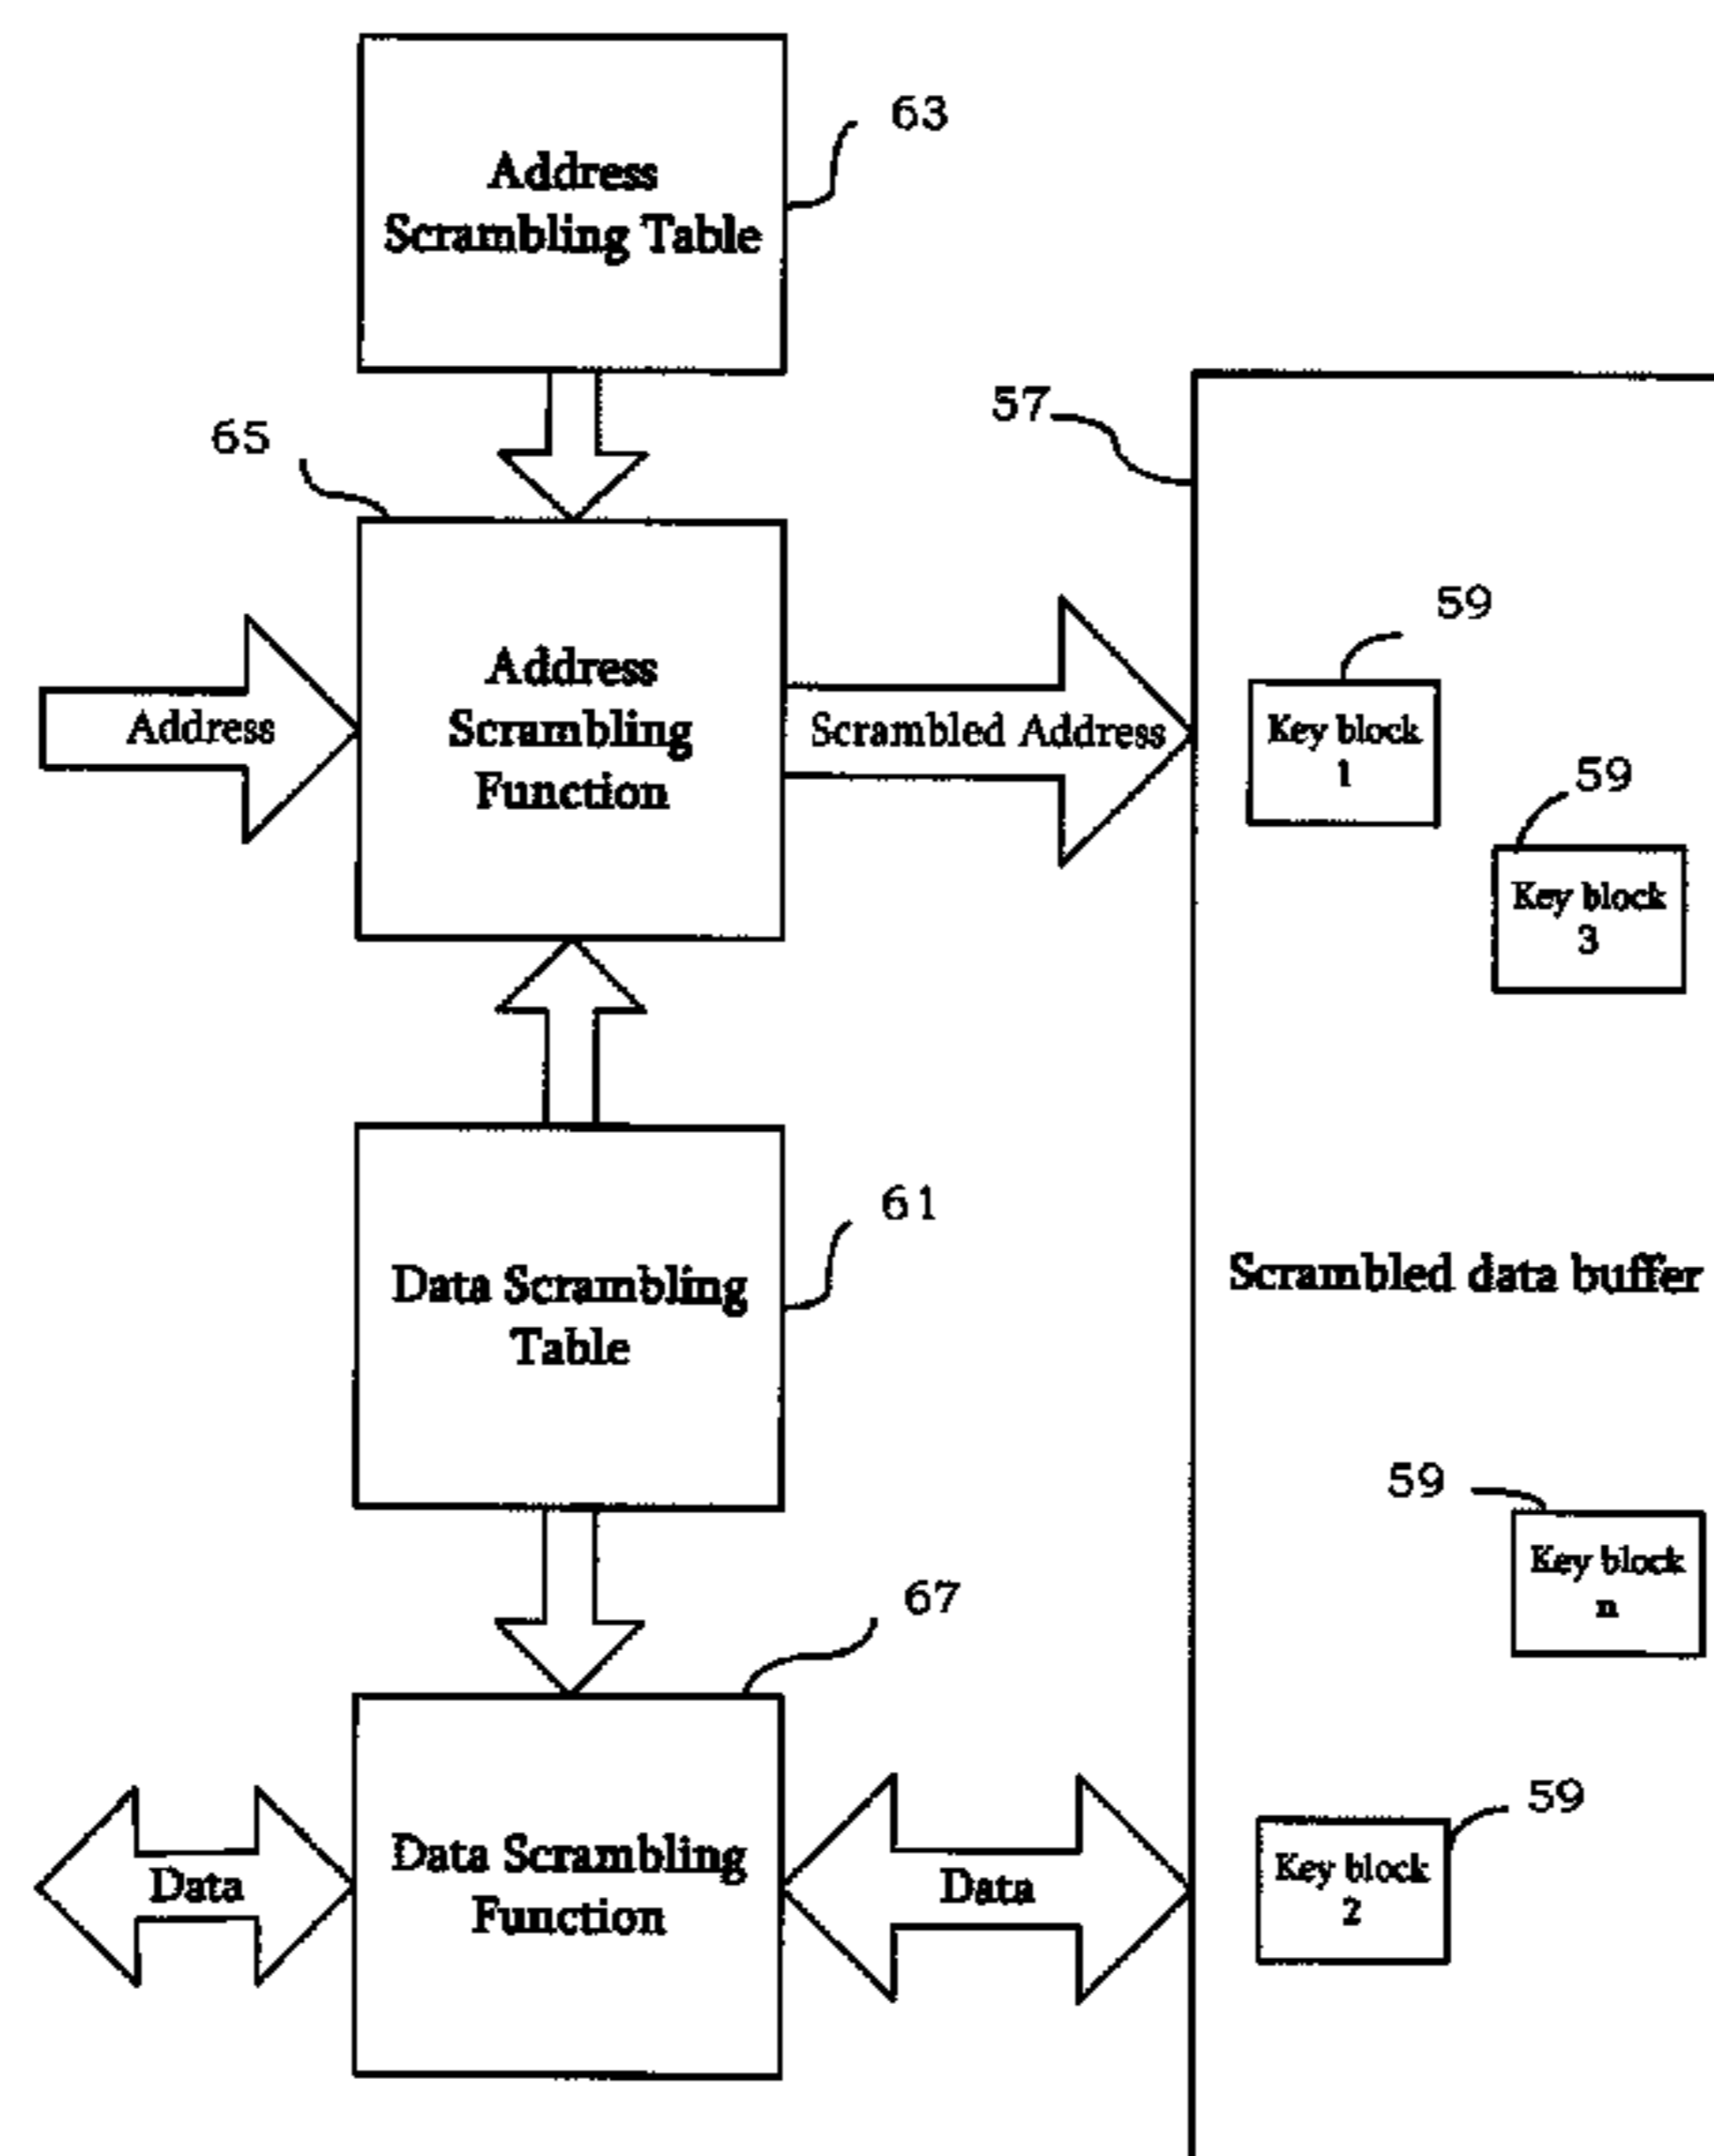 63
Address
Scrambling Table
57
65
59
Address
Address
Scrambling
Function
Scrambled Address
Key block
1
59
Key block
3
61
Data Scrambling
Table
Scrambled data buffer
59
Key block
n
67
59
Data
Data Scrambling
Function
Data
Key block
2